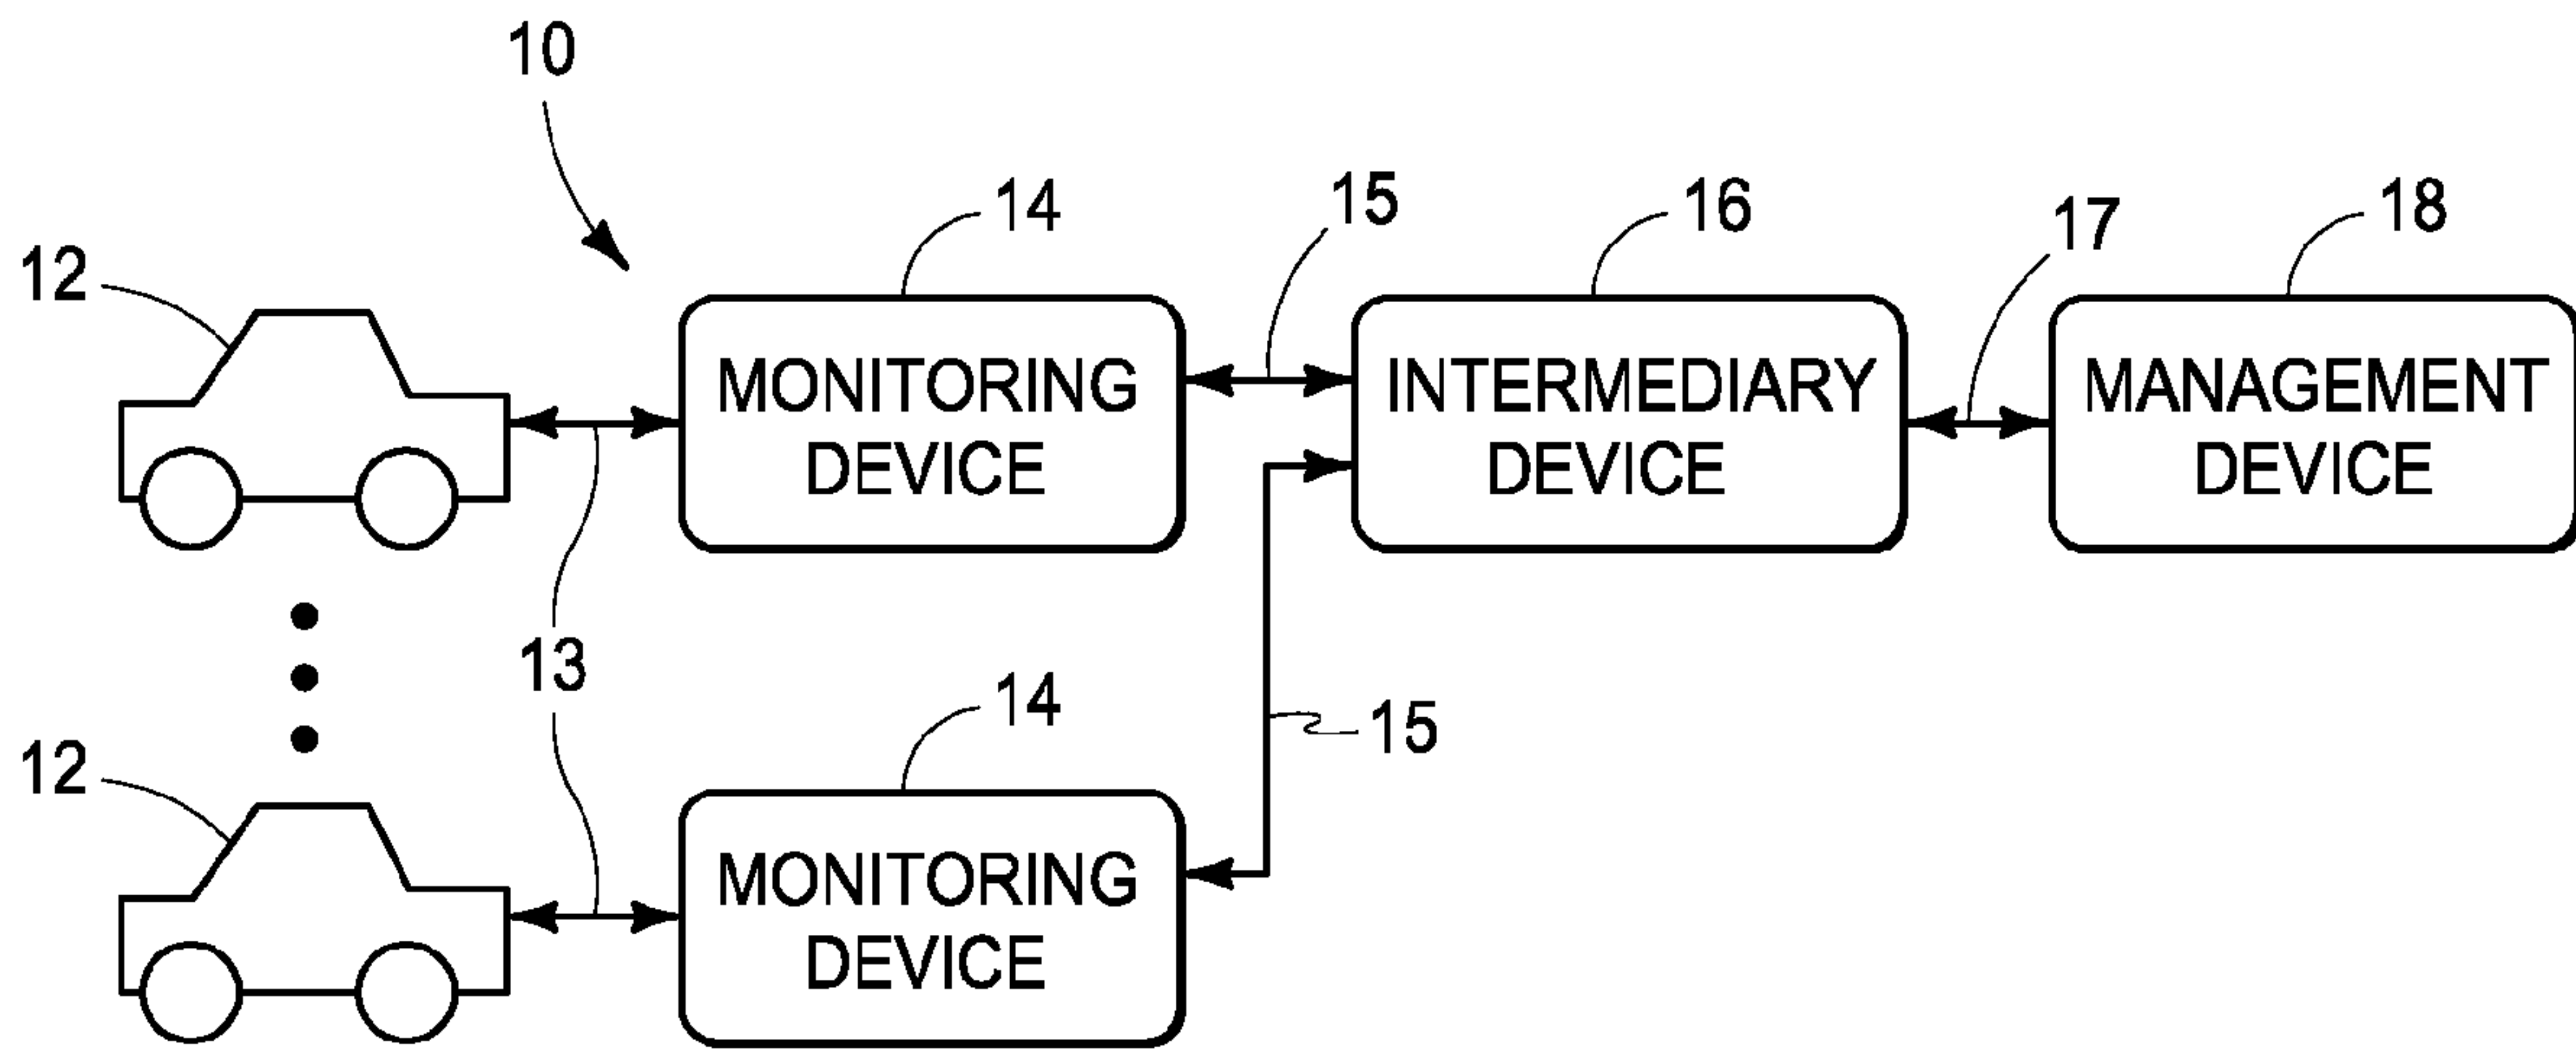 10
14
15
16
17
18
12
MONITORING
DEVICE
INTERMEDIARY
DEVICE
MANAGEMENT
DEVICE
13
14
15
12
MONITORING
DEVICE